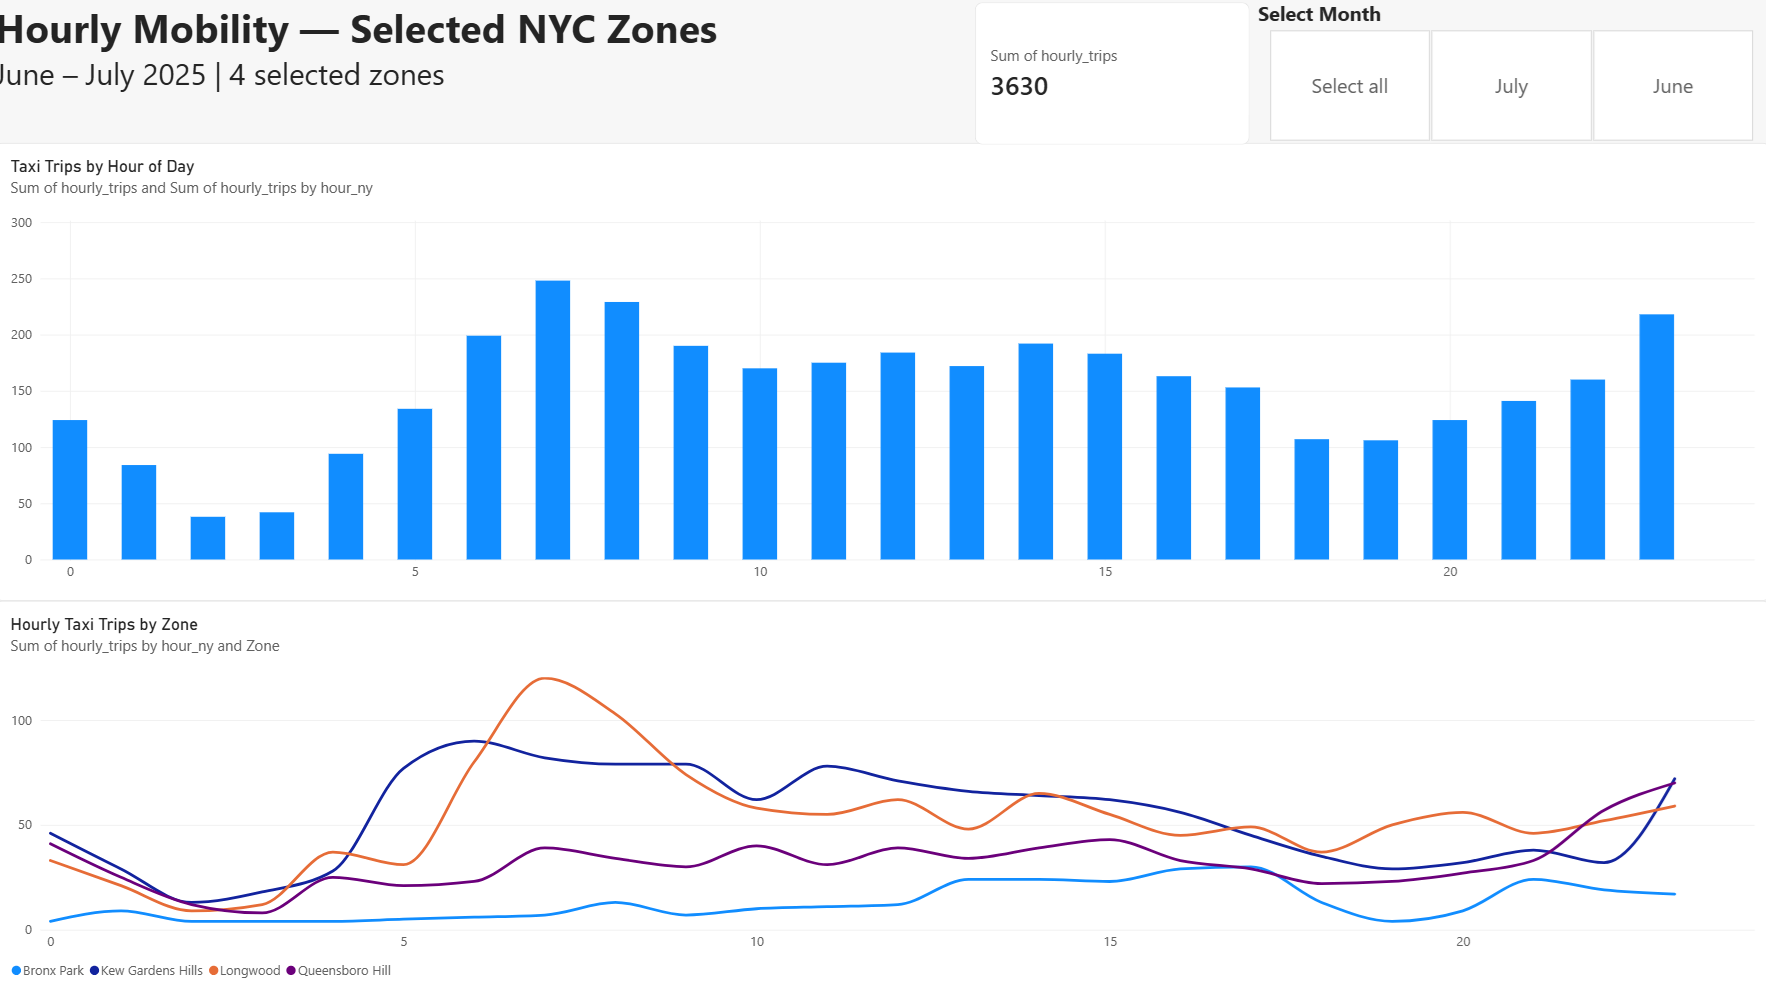 Hourly Mobility — Selected NYC Zones
June – July 2025 | 4 selected zones
Sum of hourly_trips
3630
Select Month
Select all
July
June
Taxi Trips by Hour of Day
Sum of hourly_trips and Sum of hourly_trips by hour_ny
300
250
200
150
100
50
0
0 5 10 15 20
Hourly Taxi Trips by Zone
Sum of hourly_trips by hour_ny and Zone
100
50
0
0 5 10 15 20
Bronx Park Kew Gardens Hills Longwood Queensboro Hill